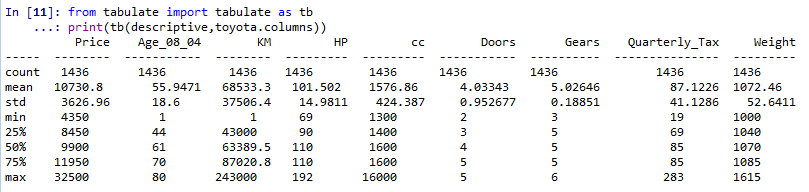 In [11]: from tabulate import tabulate as tb
    ...: print(tb(descriptive,toyota.columns))
           Price    Age_08_04        KM        HP        cc        Doors       Gears    Quarterly_Tax      Weight
-----  ---------  -----------  --------  --------  --------  -----------  ----------  ---------------  ----------
count   1436        1436         1436    1436      1436      1436         1436          1436           1436
mean   10730.8        55.9471   68533.3   101.502   1576.86     4.03343      5.02646      87.1226      1072.46
std     3626.96       18.6      37506.4    14.9811   424.387    0.952677     0.18851      41.1286        52.6411
min     4350           1            1      69       1300        2            3            19           1000
25%     8450          44        43000      90       1400        3            5            69           1040
50%     9900          61        63389.5   110       1600        4            5            85           1070
75%    11950          70        87020.8   110       1600        5            5            85           1085
max    32500          80       243000     192      16000        5            6           283           1615